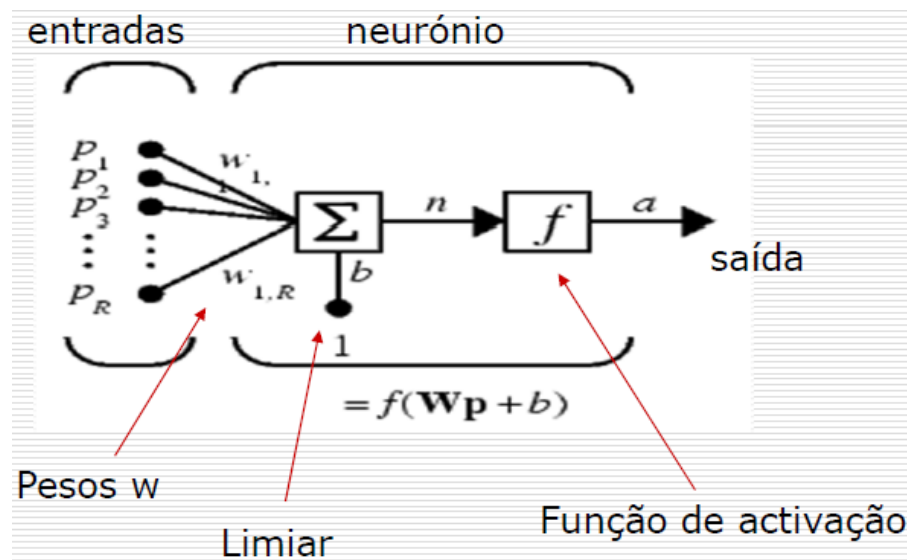 entradas neurónio
p1 w1,1
p2
p3
Σ n f a
saída
b
pR w1,R
1
= f(Wp + b)
Pesos w
Limiar
Função de activação